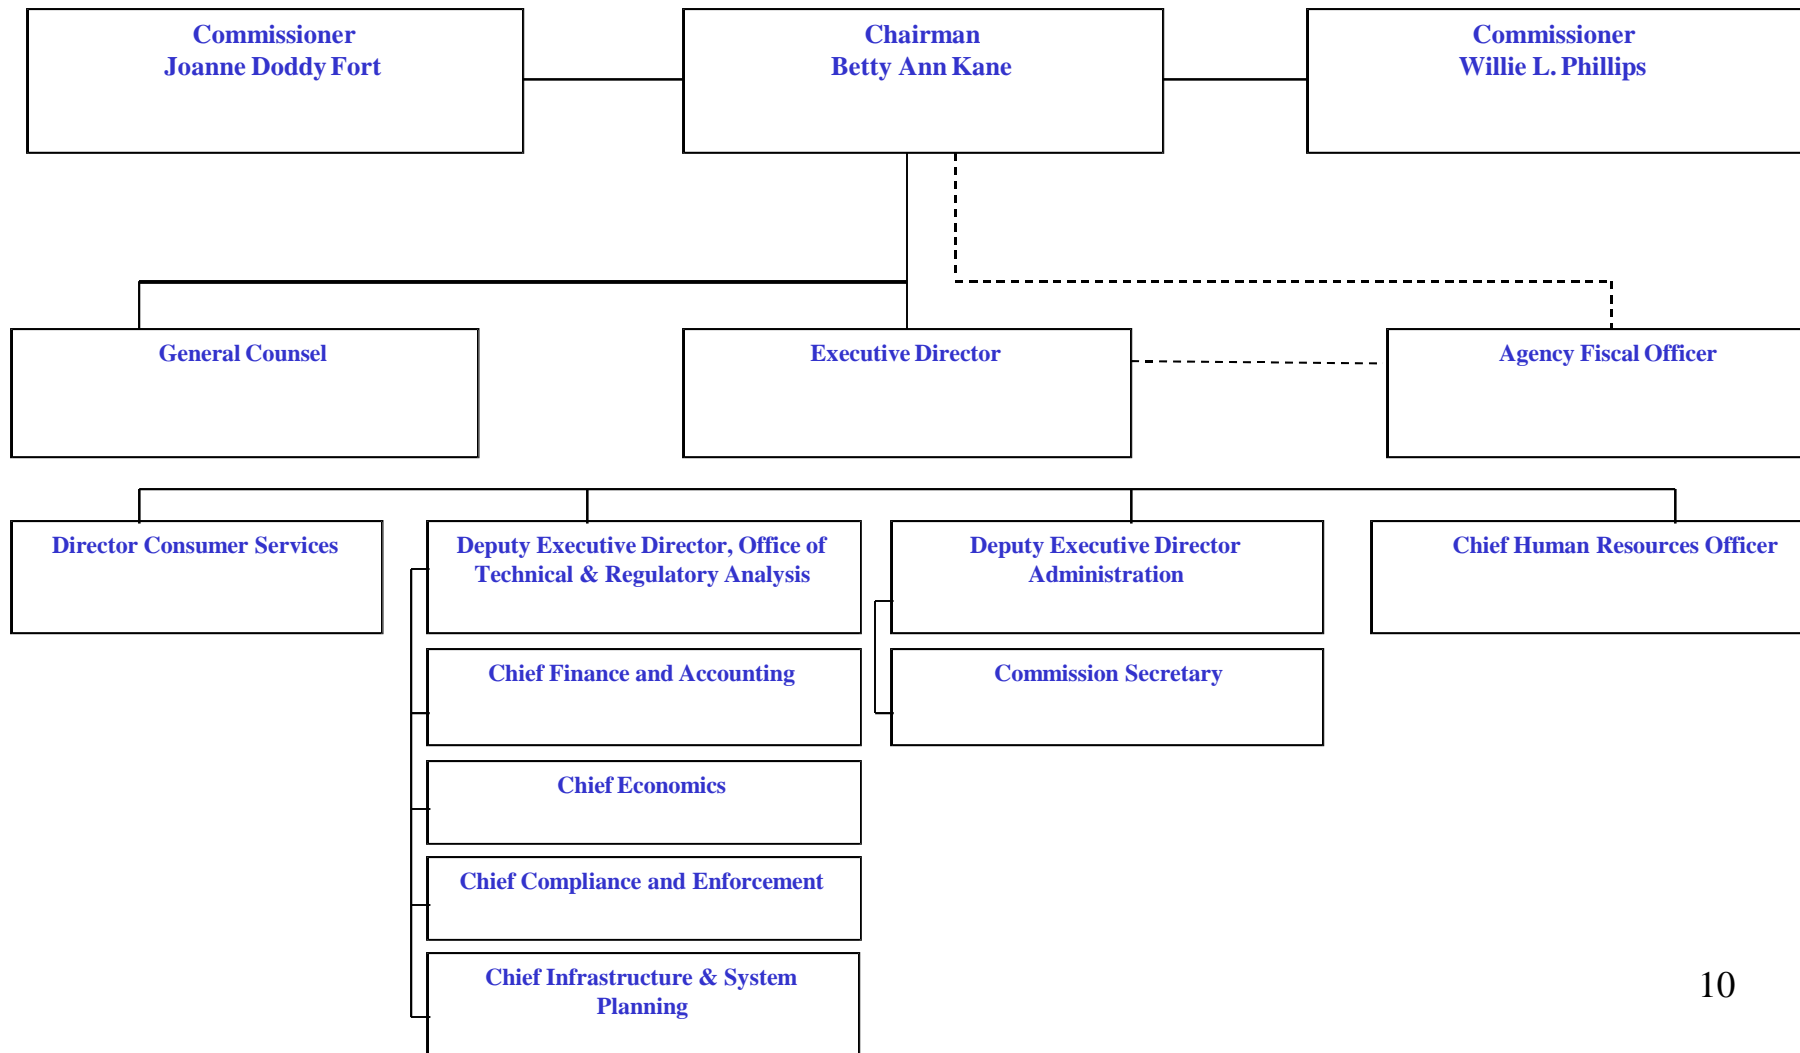 Commissioner
Joanne Doddy Fort
Chairman
Betty Ann Kane
Commissioner
Willie L. Phillips
General Counsel
Executive Director
Agency Fiscal Officer
Director Consumer Services
Deputy Executive Director, Office of
Technical & Regulatory Analysis
Deputy Executive Director
Administration
Chief Human Resources Officer
Chief Finance and Accounting
Commission Secretary
Chief Economics
Chief Compliance and Enforcement
Chief Infrastructure & System
Planning
10